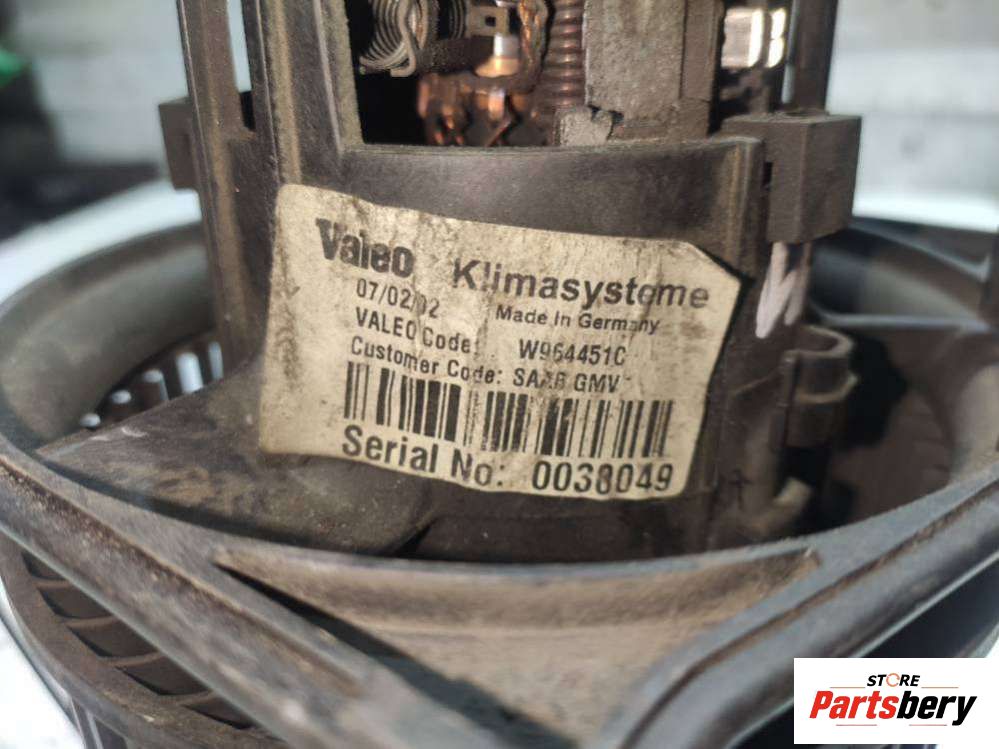 Valeo Klimasysteme
07/02/02 Made In Germany
VALEO Code: W964451C
Customer Code: SAAB GMV
Serial No: 0038049
STORE
Partsbery